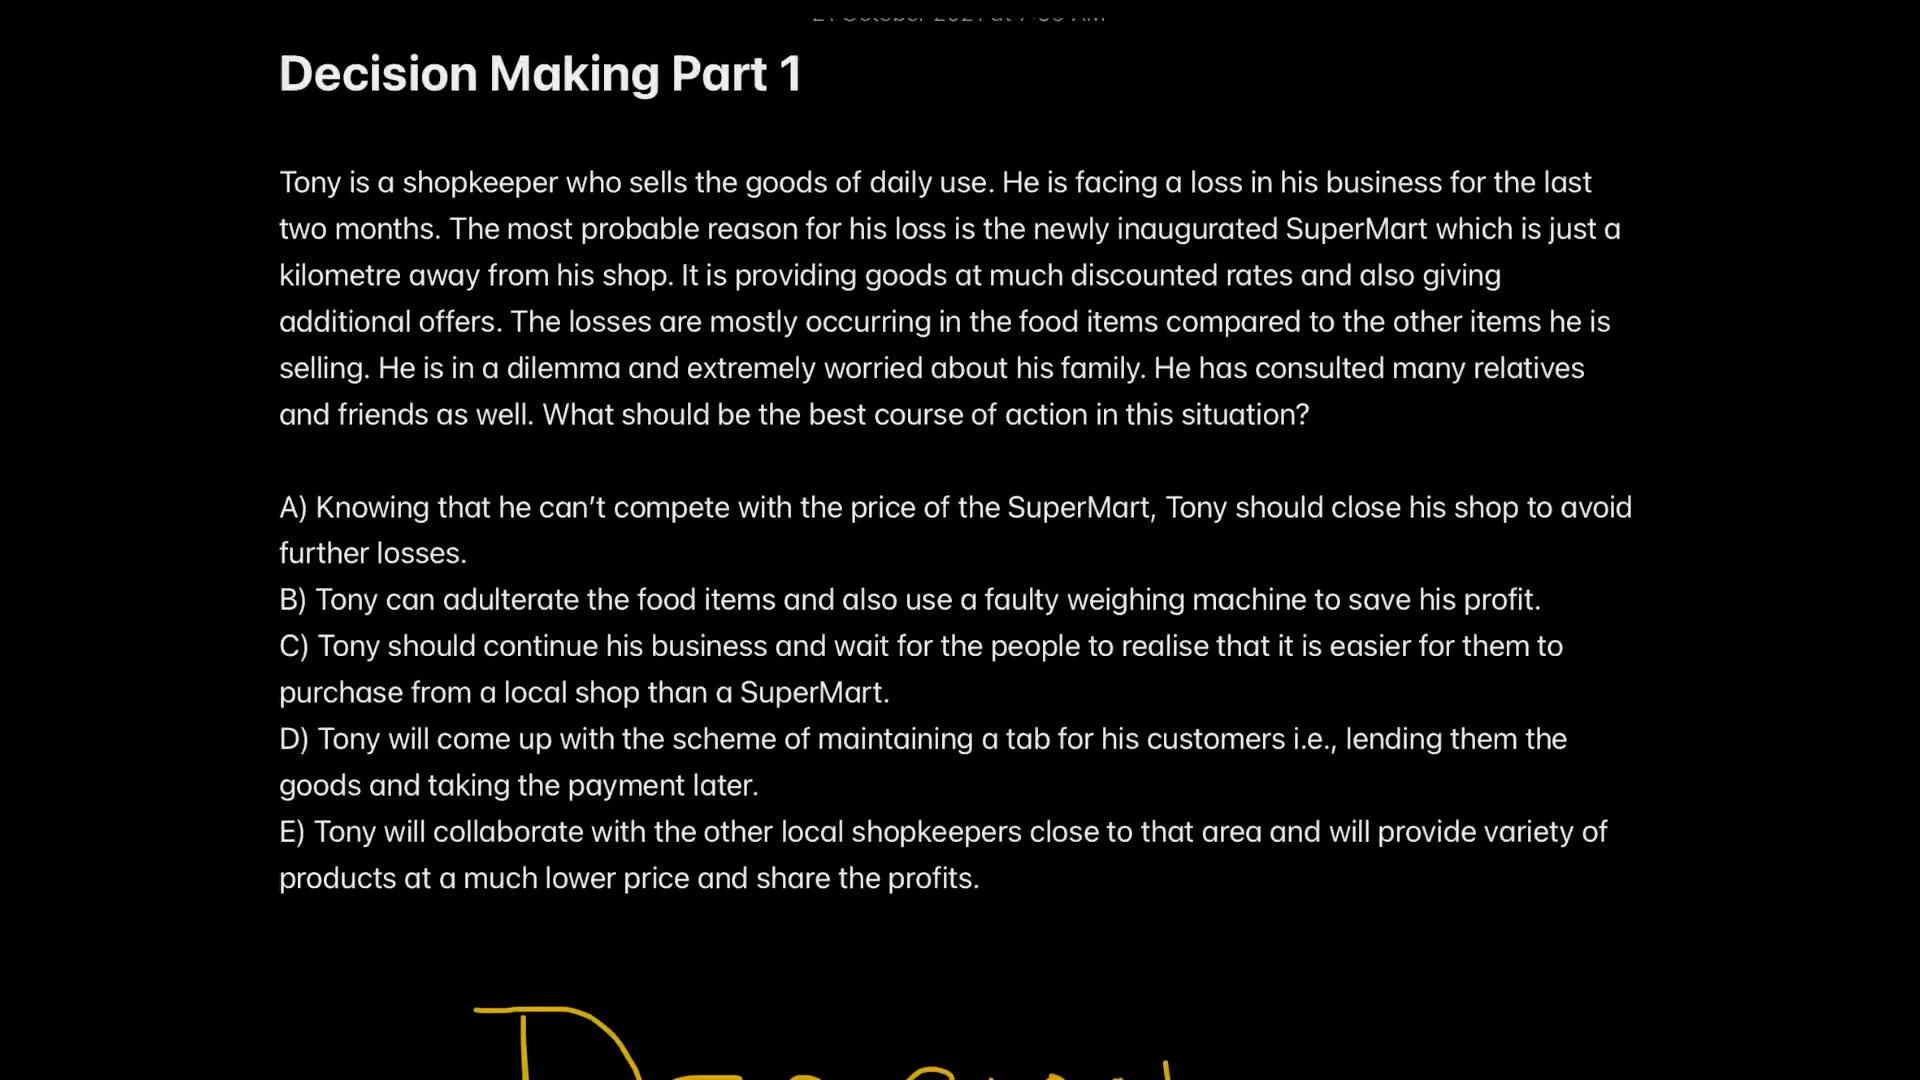 Decision Making Part 1
Tony is a shopkeeper who sells the goods of daily use. He is facing a loss in his business for the last
two months. The most probable reason for his loss is the newly inaugurated SuperMart which is just a
kilometre away from his shop. It is providing goods at much discounted rates and also giving
additional offers. The losses are mostly occurring in the food items compared to the other items he is
selling. He is in a dilemma and extremely worried about his family. He has consulted many relatives
and friends as well. What should be the best course of action in this situation?
A) Knowing that he can’t compete with the price of the SuperMart, Tony should close his shop to avoid
further losses.
B) Tony can adulterate the food items and also use a faulty weighing machine to save his profit.
C) Tony should continue his business and wait for the people to realise that it is easier for them to
purchase from a local shop than a SuperMart.
D) Tony will come up with the scheme of maintaining a tab for his customers i.e., lending them the
goods and taking the payment later.
E) Tony will collaborate with the other local shopkeepers close to that area and will provide variety of
products at a much lower price and share the profits.